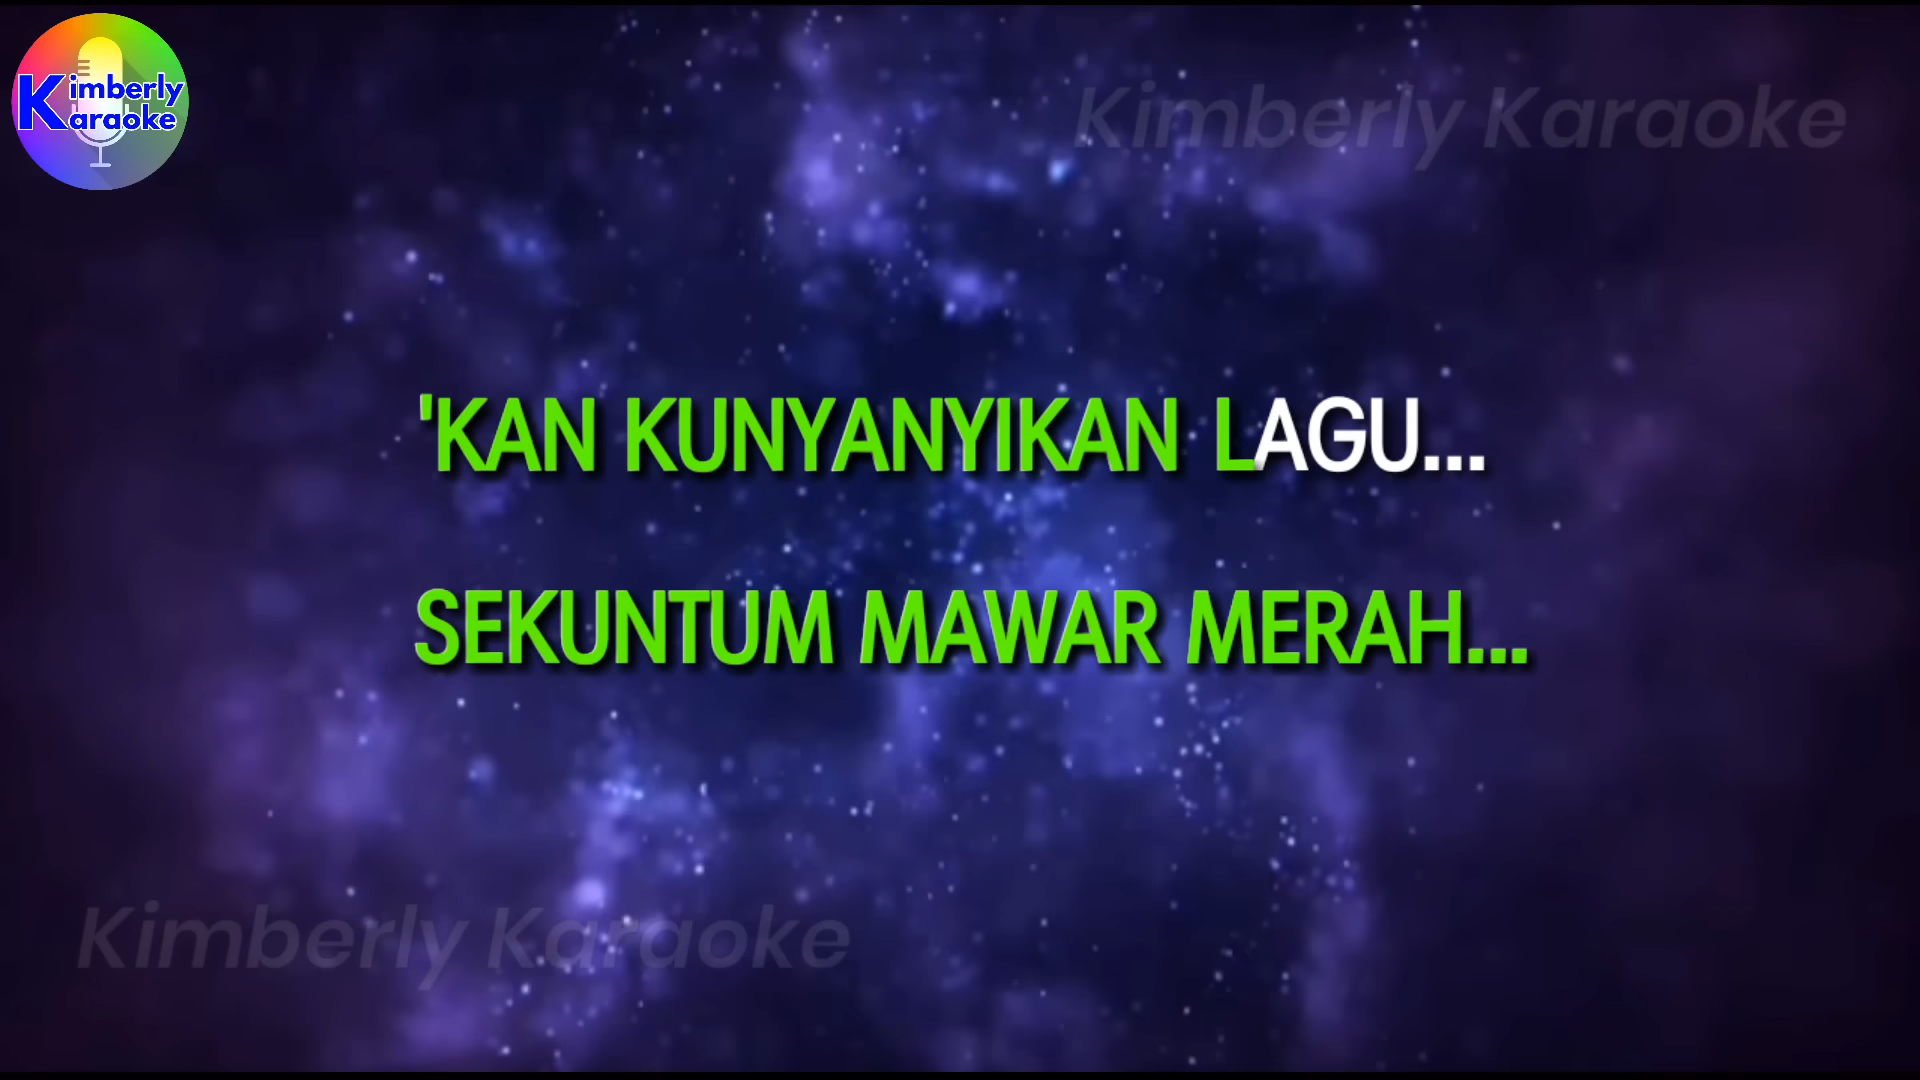 Kimberly
Karaoke
Kimberly Karaoke
'KAN KUNYANYIKAN LAGU...
SEKUNTUM MAWAR MERAH...
Kimberly Karaoke